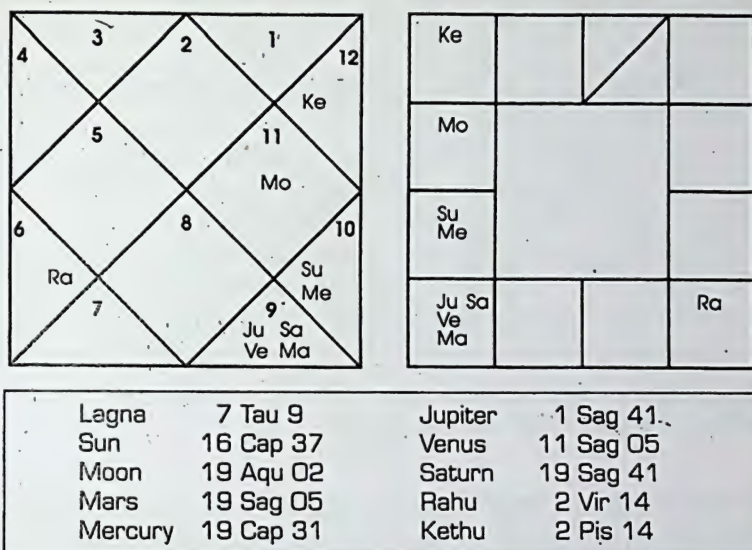 3 2 1
4 12
Ke
5 11
Mo
6 8 10
Ra Su
Me
7 9
Ju Sa
Ve Ma
Ke
Mo
Su
Me
Ju Sa
Ve
Ma
Ra
Lagna 7 Tau 9 Jupiter 1 Sag 41
Sun 16 Cap 37 Venus 11 Sag 05
Moon 19 Aqu 02 Saturn 19 Sag 41
Mars 19 Sag 05 Rahu 2 Vir 14
Mercury 19 Cap 31 Kethu 2 Pis 14